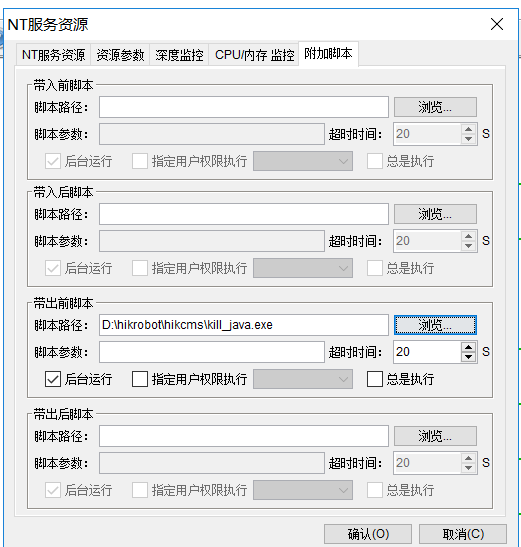 NT服务资源
NT服务资源 资源参数 深度监控 CPU/内存 监控 附加脚本
带入前脚本
脚本路径： 浏览...
脚本参数： 超时时间： 20 S
后台运行 指定用户权限执行 总是执行
带入后脚本
脚本路径： 浏览...
脚本参数： 超时时间： 20 S
后台运行 指定用户权限执行 总是执行
带出前脚本
脚本路径： D:\hikrobot\hikcms\kill_java.exe 浏览...
脚本参数： 超时时间： 20 S
后台运行 指定用户权限执行 总是执行
带出后脚本
脚本路径： 浏览...
脚本参数： 超时时间： 20 S
后台运行 指定用户权限执行 总是执行
确认(O) 取消(C)